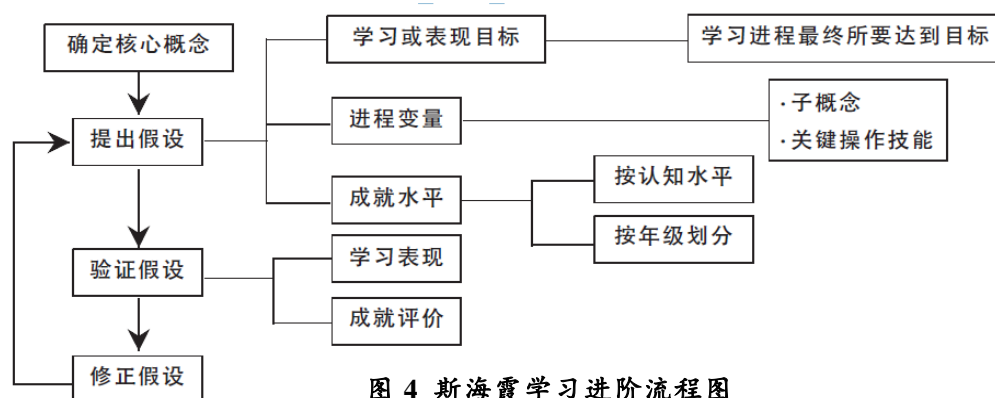 确定核心概念
学习或表现目标
学习进程最终所要达到目标
提出假设
进程变量
·子概念
·关键操作技能
成就水平
按认知水平
按年级划分
验证假设
学习表现
成就评价
修正假设
图 4 斯海霞学习进阶流程图